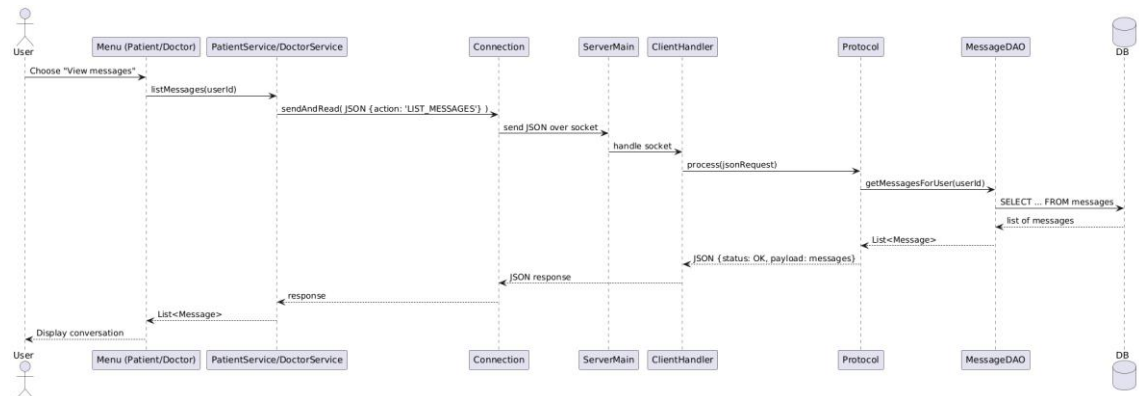 User
Menu (Patient/Doctor)
PatientService/DoctorService
Connection
ServerMain
ClientHandler
Protocol
MessageDAO
DB
Choose "View messages"
listMessages(userId)
sendAndRead( JSON {action: 'LIST_MESSAGES'} )
send JSON over socket
handle socket
process(jsonRequest)
getMessagesForUser(userId)
SELECT ... FROM messages
list of messages
List<Message>
JSON {status: OK, payload: messages}
JSON response
response
List<Message>
Display conversation
User
Menu (Patient/Doctor)
PatientService/DoctorService
Connection
ServerMain
ClientHandler
Protocol
MessageDAO
DB